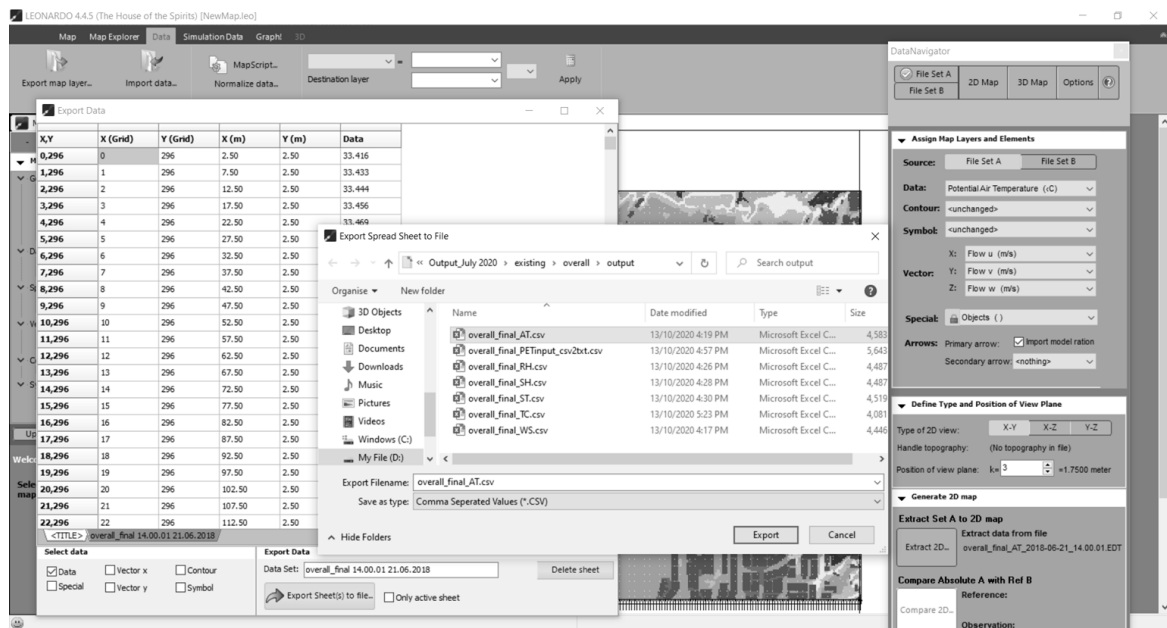 LEONARDO 4.4.5 (The House of the Spirits) [NewMap.leo]
Map Map Explorer Data Simulation Data Graph! 3D
Export map layer... Import data... MapScript... Normalize data... Destination layer = Apply
Export Data
X,Y X (Grid) Y (Grid) X (m) Y (m) Data
0,296 0 296 2.50 2.50 33.416
1,296 1 296 7.50 2.50 33.433
2,296 2 296 12.50 2.50 33.444
3,296 3 296 17.50 2.50 33.456
4,296 4 296 22.50 2.50 33.469
5,296 5 296 27.50 2.50
6,296 6 296 32.50 2.50
7,296 7 296 37.50 2.50
8,296 8 296 42.50 2.50
9,296 9 296 47.50 2.50
10,296 10 296 52.50 2.50
11,296 11 296 57.50 2.50
12,296 12 296 62.50 2.50
13,296 13 296 67.50 2.50
14,296 14 296 72.50 2.50
15,296 15 296 77.50 2.50
16,296 16 296 82.50 2.50
17,296 17 296 87.50 2.50
18,296 18 296 92.50 2.50
19,296 19 296 97.50 2.50
20,296 20 296 102.50 2.50
21,296 21 296 107.50 2.50
22,296 22 296 112.50 2.50
<TITLE> overall_final 14.00.01 21.06.2018
Select data
Data Vector x Contour
Special Vector y Symbol
Export Data
Data Set: overall_final 14.00.01 21.06.2018 Delete sheet
Export Sheet(s) to file... Only active sheet
Export Spread Sheet to File
« Output_July 2020 › existing › overall › output Search output
Organise New folder
3D Objects
Desktop
Documents
Downloads
Music
Pictures
Videos
Windows (C:)
My File (D:)
Name Date modified Type Size
overall_final_AT.csv 13/10/2020 4:19 PM Microsoft Excel C... 4,583
overall_final_PETinput_csv2txt.csv 13/10/2020 4:57 PM Microsoft Excel C... 5,643
overall_final_RH.csv 13/10/2020 4:26 PM Microsoft Excel C... 4,487
overall_final_SH.csv 13/10/2020 4:28 PM Microsoft Excel C... 4,487
overall_final_ST.csv 13/10/2020 4:30 PM Microsoft Excel C... 4,519
overall_final_TC.csv 13/10/2020 5:23 PM Microsoft Excel C... 4,081
overall_final_WS.csv 13/10/2020 4:17 PM Microsoft Excel C... 4,446
Export Filename: overall_final_AT.csv
Save as type: Comma Seperated Values (*.CSV)
Hide Folders Export Cancel
DataNavigator
File Set A
File Set B
2D Map 3D Map Options
Assign Map Layers and Elements
Source: File Set A File Set B
Data: Potential Air Temperature (‹C)
Contour: <unchanged>
Symbol: <unchanged>
Vector:
X: Flow u (m/s)
Y: Flow v (m/s)
Z: Flow w (m/s)
Special: Objects ( )
Arrows: Primary arrow: Import model ration
Secondary arrow: <nothing>
Define Type and Position of View Plane
Type of 2D view: X-Y X-Z Y-Z
Handle topography: (No topography in file)
Position of view plane: k= 3 =1.7500 meter
Generate 2D map
Extract Set A to 2D map
Extract 2D...
Extract data from file
overall_final_AT_2018-06-21_14.00.01.EDT
Compare Absolute A with Ref B
Compare 2D...
Reference:
Observation: